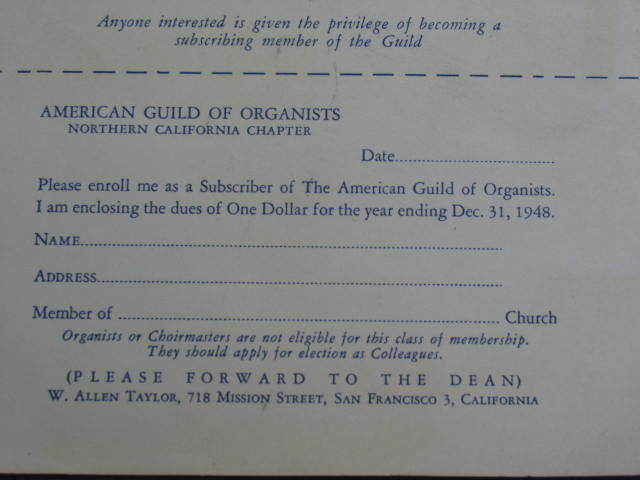 Anyone interested is given the privilege of becoming a
subscribing member of the Guild
AMERICAN GUILD OF ORGANISTS
NORTHERN CALIFORNIA CHAPTER
Date
Please enroll me as a Subscriber of The American Guild of Organists.
I am enclosing the dues of One Dollar for the year ending Dec. 31, 1948.
NAME
ADDRESS
Member of Church
Organists or Choirmasters are not eligible for this class of membership.
They should apply for election as Colleagues.
(PLEASE FORWARD TO THE DEAN)
W. ALLEN TAYLOR, 718 MISSION STREET, SAN FRANCISCO 3, CALIFORNIA